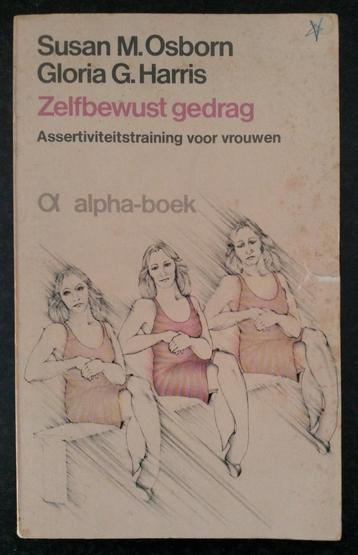 Susan M. Osborn
Gloria G. Harris
Zelfbewust gedrag
Assertiviteitstraining voor vrouwen
α alpha-boek